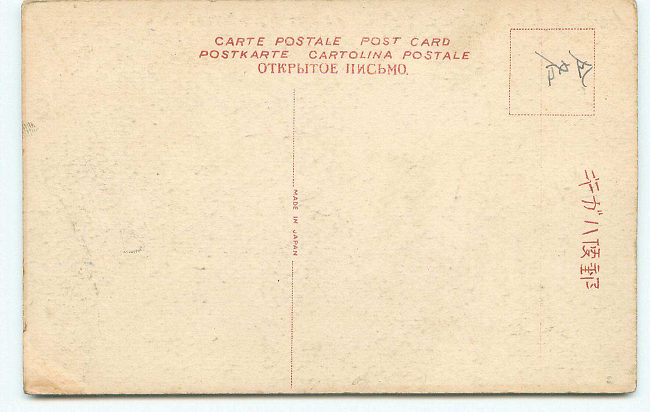 CARTE POSTALE POST CARD
POSTKARTE CARTOLINA POSTALE
ОТКРЫТОЕ ПИСЬМО.
MADE IN JAPAN
郵便ハガキ